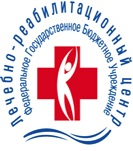 Лечебно-реабилитационный центр
Федеральное Государственное Бюджетное Учреждение